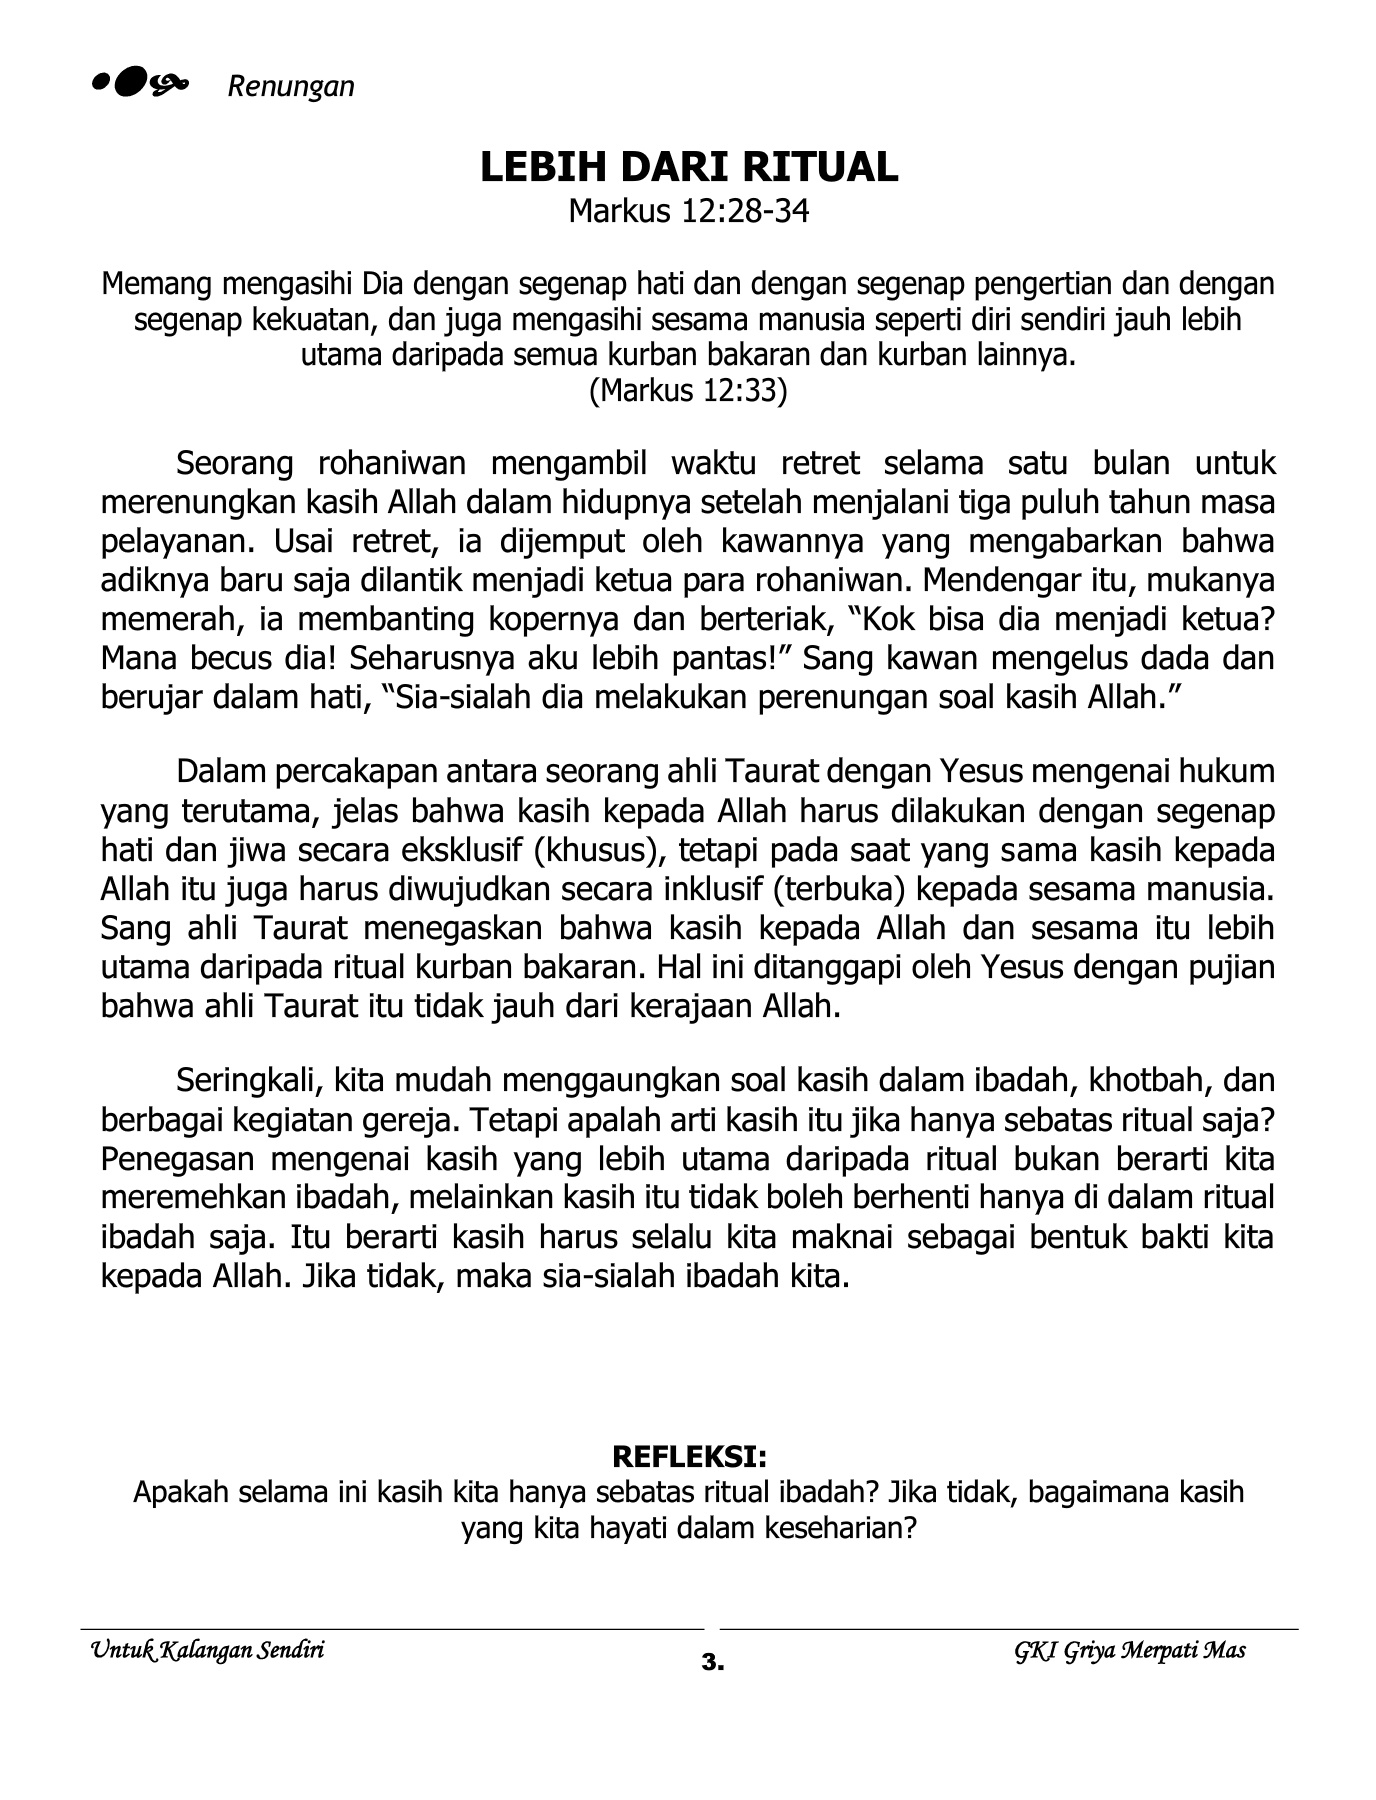 Renungan
LEBIH DARI RITUAL
Markus 12:28-34
Memang mengasihi Dia dengan segenap hati dan dengan segenap pengertian dan dengan
segenap kekuatan, dan juga mengasihi sesama manusia seperti diri sendiri jauh lebih
utama daripada semua kurban bakaran dan kurban lainnya.
(Markus 12:33)
Seorang rohaniwan mengambil waktu retret selama satu bulan untuk
merenungkan kasih Allah dalam hidupnya setelah menjalani tiga puluh tahun masa
pelayanan. Usai retret, ia dijemput oleh kawannya yang mengabarkan bahwa
adiknya baru saja dilantik menjadi ketua para rohaniwan. Mendengar itu, mukanya
memerah, ia membanting kopernya dan berteriak, “Kok bisa dia menjadi ketua?
Mana becus dia! Seharusnya aku lebih pantas!” Sang kawan mengelus dada dan
berujar dalam hati, “Sia-sialah dia melakukan perenungan soal kasih Allah.”
Dalam percakapan antara seorang ahli Taurat dengan Yesus mengenai hukum
yang terutama, jelas bahwa kasih kepada Allah harus dilakukan dengan segenap
hati dan jiwa secara eksklusif (khusus), tetapi pada saat yang sama kasih kepada
Allah itu juga harus diwujudkan secara inklusif (terbuka) kepada sesama manusia.
Sang ahli Taurat menegaskan bahwa kasih kepada Allah dan sesama itu lebih
utama daripada ritual kurban bakaran. Hal ini ditanggapi oleh Yesus dengan pujian
bahwa ahli Taurat itu tidak jauh dari kerajaan Allah.
Seringkali, kita mudah menggaungkan soal kasih dalam ibadah, khotbah, dan
berbagai kegiatan gereja. Tetapi apalah arti kasih itu jika hanya sebatas ritual saja?
Penegasan mengenai kasih yang lebih utama daripada ritual bukan berarti kita
meremehkan ibadah, melainkan kasih itu tidak boleh berhenti hanya di dalam ritual
ibadah saja. Itu berarti kasih harus selalu kita maknai sebagai bentuk bakti kita
kepada Allah. Jika tidak, maka sia-sialah ibadah kita.
REFLEKSI:
Apakah selama ini kasih kita hanya sebatas ritual ibadah? Jika tidak, bagaimana kasih
yang kita hayati dalam keseharian?
Untuk Kalangan Sendiri
3.
GKI Griya Merpati Mas